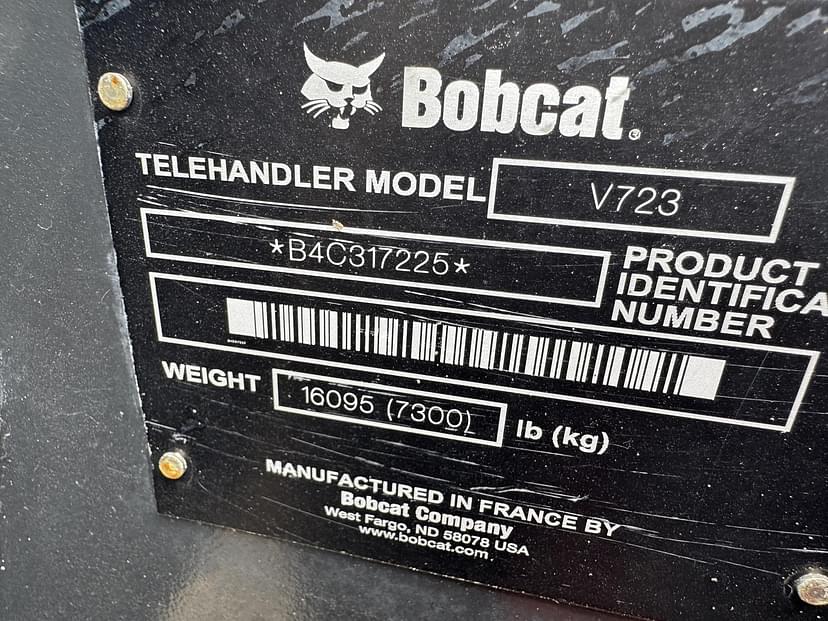 Bobcat®
TELEHANDLER MODEL V723
*B4C317225*
PRODUCT
IDENTIFICA
NUMBER
WEIGHT 16095 (7300) lb (kg)
MANUFACTURED IN FRANCE BY
Bobcat Company
West Fargo, ND 58078 USA
www.bobcat.com